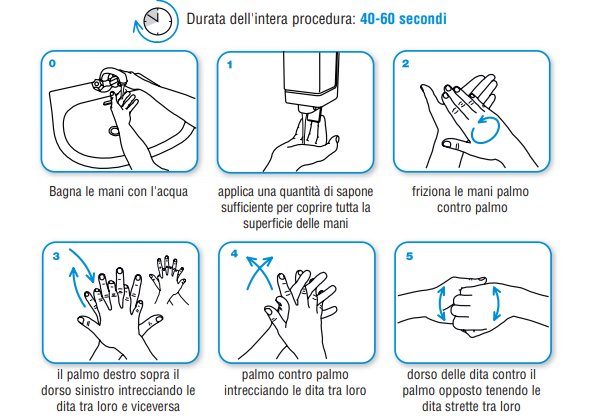 Durata dell'intera procedura: 40-60 secondi
0
1
2
Bagna le mani con l'acqua
applica una quantità di sapone
sufficiente per coprire tutta la
superficie delle mani
friziona le mani palmo
contro palmo
3
4
5
il palmo destro sopra il
dorso sinistro intrecciando le
dita tra loro e viceversa
palmo contro palmo
intrecciando le dita tra loro
dorso delle dita contro il
palmo opposto tenendo le
dita strette tra loro